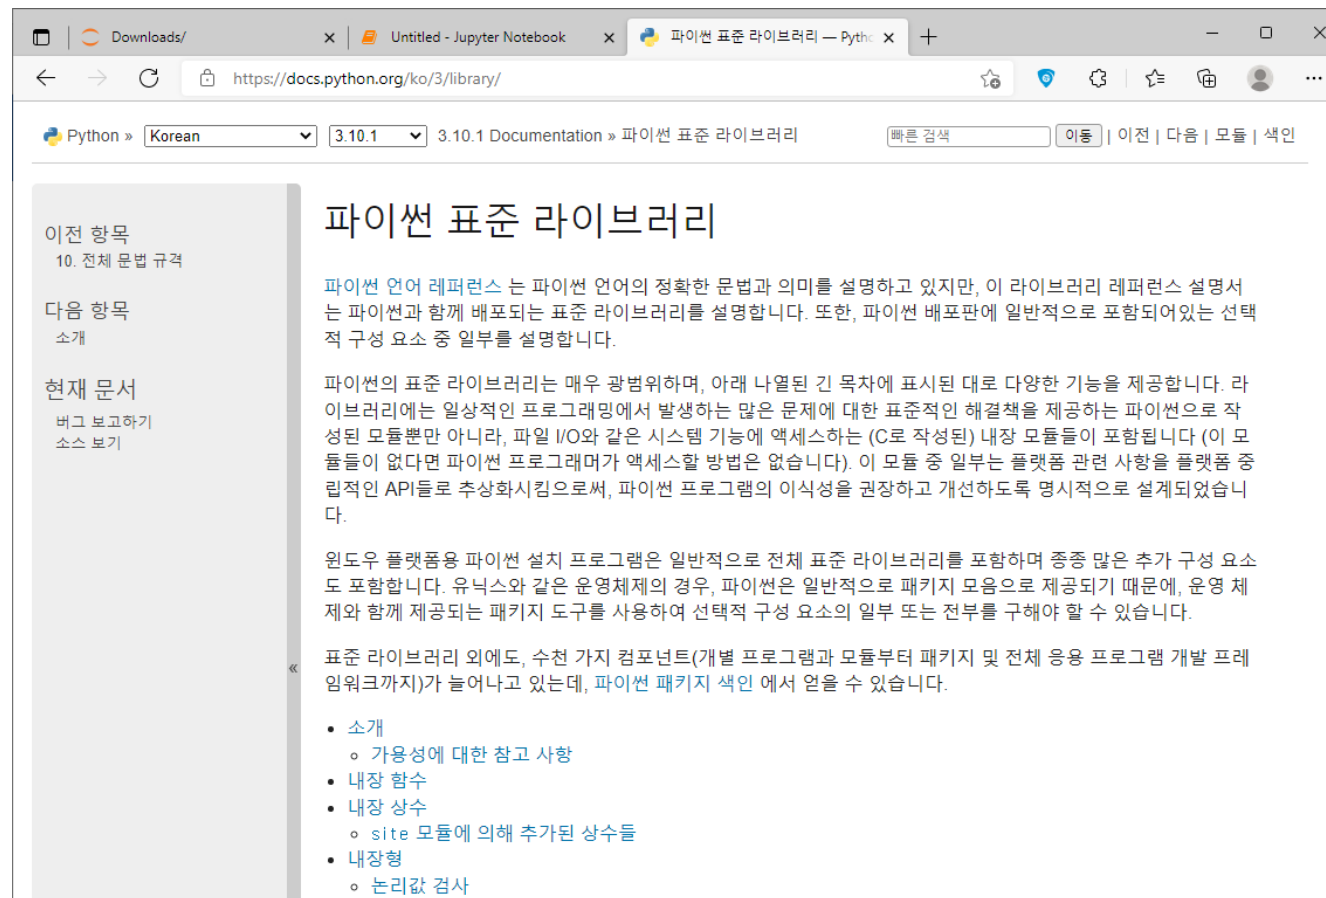 Downloads/
Untitled - Jupyter Notebook
파이썬 표준 라이브러리 — Pytho
https://docs.python.org/ko/3/library/
Python » Korean 3.10.1 3.10.1 Documentation » 파이썬 표준 라이브러리 빠른 검색 이동 | 이전 | 다음 | 모듈 | 색인
이전 항목
10. 전체 문법 규격
다음 항목
소개
현재 문서
버그 보고하기
소스 보기
«
파이썬 표준 라이브러리
파이썬 언어 레퍼런스 는 파이썬 언어의 정확한 문법과 의미를 설명하고 있지만, 이 라이브러리 레퍼런스 설명서
는 파이썬과 함께 배포되는 표준 라이브러리를 설명합니다. 또한, 파이썬 배포판에 일반적으로 포함되어있는 선택
적 구성 요소 중 일부를 설명합니다.
파이썬의 표준 라이브러리는 매우 광범위하며, 아래 나열된 긴 목차에 표시된 대로 다양한 기능을 제공합니다. 라
이브러리에는 일상적인 프로그래밍에서 발생하는 많은 문제에 대한 표준적인 해결책을 제공하는 파이썬으로 작
성된 모듈뿐만 아니라, 파일 I/O와 같은 시스템 기능에 액세스하는 (C로 작성된) 내장 모듈들이 포함됩니다 (이 모
듈들이 없다면 파이썬 프로그래머가 액세스할 방법은 없습니다). 이 모듈 중 일부는 플랫폼 관련 사항을 플랫폼 중
립적인 API들로 추상화시킴으로써, 파이썬 프로그램의 이식성을 권장하고 개선하도록 명시적으로 설계되었습니
다.
윈도우 플랫폼용 파이썬 설치 프로그램은 일반적으로 전체 표준 라이브러리를 포함하며 종종 많은 추가 구성 요소
도 포함합니다. 유닉스와 같은 운영체제의 경우, 파이썬은 일반적으로 패키지 모음으로 제공되기 때문에, 운영 체
제와 함께 제공되는 패키지 도구를 사용하여 선택적 구성 요소의 일부 또는 전부를 구해야 할 수 있습니다.
표준 라이브러리 외에도, 수천 가지 컴포넌트(개별 프로그램과 모듈부터 패키지 및 전체 응용 프로그램 개발 프레
임워크까지)가 늘어나고 있는데, 파이썬 패키지 색인 에서 얻을 수 있습니다.
소개
가용성에 대한 참고 사항
내장 함수
내장 상수
site 모듈에 의해 추가된 상수들
내장형
논리값 검사